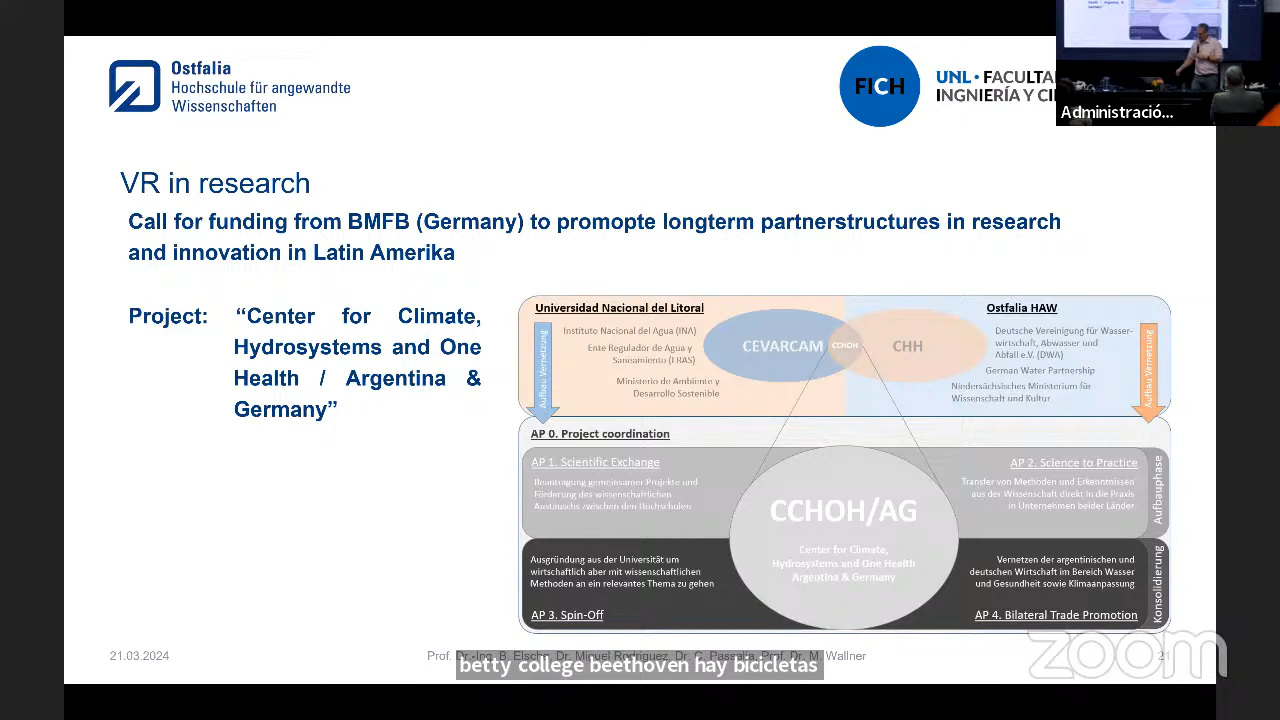 Ostfalia
Hochschule für angewandte
Wissenschaften
FICH
UNL · FACULTA
INGNIERÍA Y CI
Administració...
VR in research
Call for funding from BMFB (Germany) to promopte longterm partnerstructures in research
and innovation in Latin Amerika
Project: “Center for Climate,
Hydrosystems and One
Health / Argentina &
Germany”
Universidad Nacional del Litoral
Ostfalia HAW
Aufbau Vernetzung
Instituto Nacional del Agua (INA)
Ente Regulador de Agua y
Saneamiento (ERAS)
Ministerio de Ambiente y
Desarrollo Sostenible
CEVARCAM
CCHOH
CHH
Deutsche Vereinigung für Wasser-
wirtschaft, Abwasser und
Abfall e.V. (DWA)
German Water Partnership
Niedersächsisches Ministerium für
Wissenschaft und Kultur
Aufbau Vernetzung
AP 0. Project coordination
AP 1. Scientific Exchange
Beantragung gemeinsamer Projekte und
Förderung des wissenschaftlichen
Austauschs zwischen den Hochschulen
AP 2. Science to Practice
Transfer von Methoden und Erkenntnissen
aus der Wissenschaft direkt in die Praxis
in Unternehmen beider Länder
Aufbauphase
CCHOH/AG
Center for Climate,
Hydrosystems and One Health
Argentina & Germany
Ausgründung aus der Universität um
wirtschaftlich aber mit wissenschaftlichen
Methoden an ein relevantes Thema zu gehen
AP 3. Spin-Off
Vernetzen der argentinischen und
deutschen Wirtschaft im Bereich Wasser
und Gesundheit sowie Klimaanpassung
AP 4. Bilateral Trade Promotion
Konsolidierung
21.03.2024
Prof. Dr.-Ing. B. Elsche, Dr. Miguel Rodriguez, Dr. C. Passalia, Prof. Dr. M. Wallner
21
betty college beethoven hay bicicletas
zoom